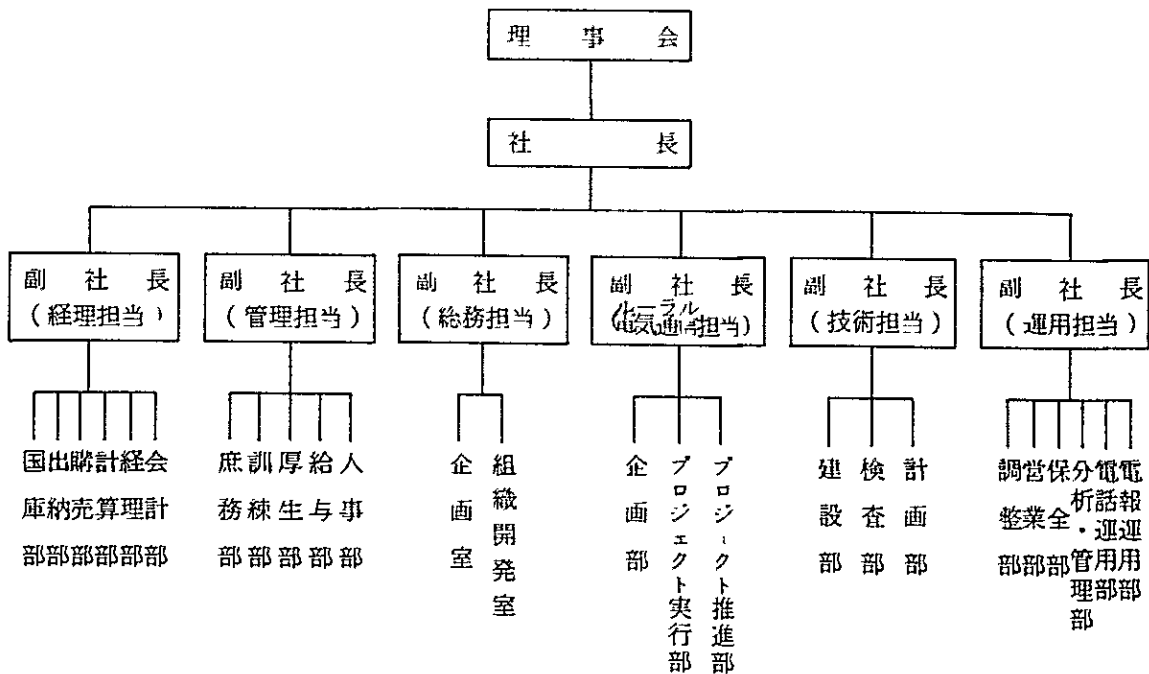 理事会
社長
副社長
(経理担当)
副社長
(管理担当)
副社長
(総務担当)
副社長
(ルーラル
電気通信担当)
副社長
(技術担当)
副社長
(運用担当)
国庫部
出納部
購売部
計算部
経理部
会計部
庶務部
訓練部
厚生部
給与部
人事部
企画室
組織開発室
企画部
プロジェクト実行部
プロジェクト推進部
建設部
検査部
計画部
調整部
営業部
保全部
分析・管理部
電話運用部
電報運用部